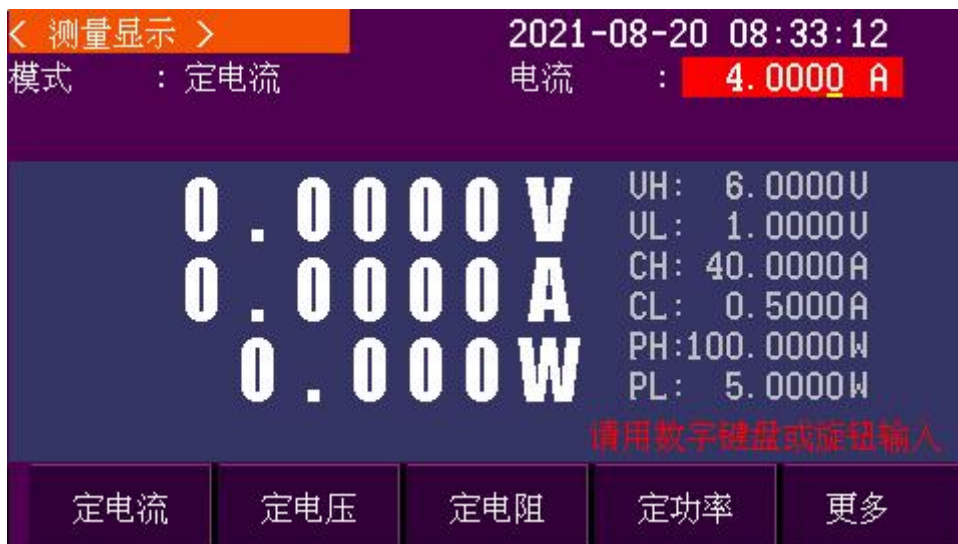 < 测量显示 > 2021-08-20 08:33:12
模式 : 定电流 电流 : 4.0000 A
0.0000V
0.0000A
0.000W
VH: 6.0000V
VL: 1.0000V
CH: 40.0000A
CL: 0.5000A
PH:100.0000W
PL: 5.0000W
请用数字键盘或旋钮输入
定电流 定电压 定电阻 定功率 更多